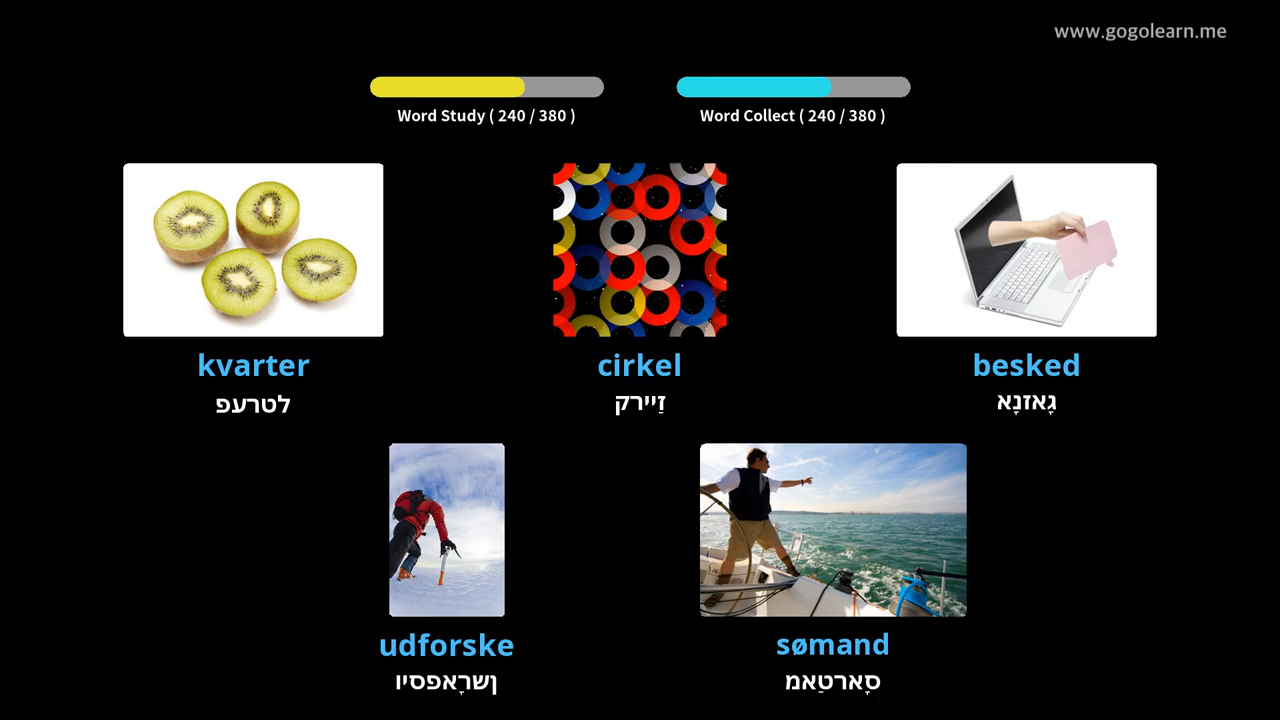 www.gogolearn.me
Word Study ( 240 / 380 )
Word Collect ( 240 / 380 )
kvarter
לטרעפ
cirkel
זַיירק
besked
גָאזנָא
udforske
ןשרָאפסיו
sømand
סָארטַאמ